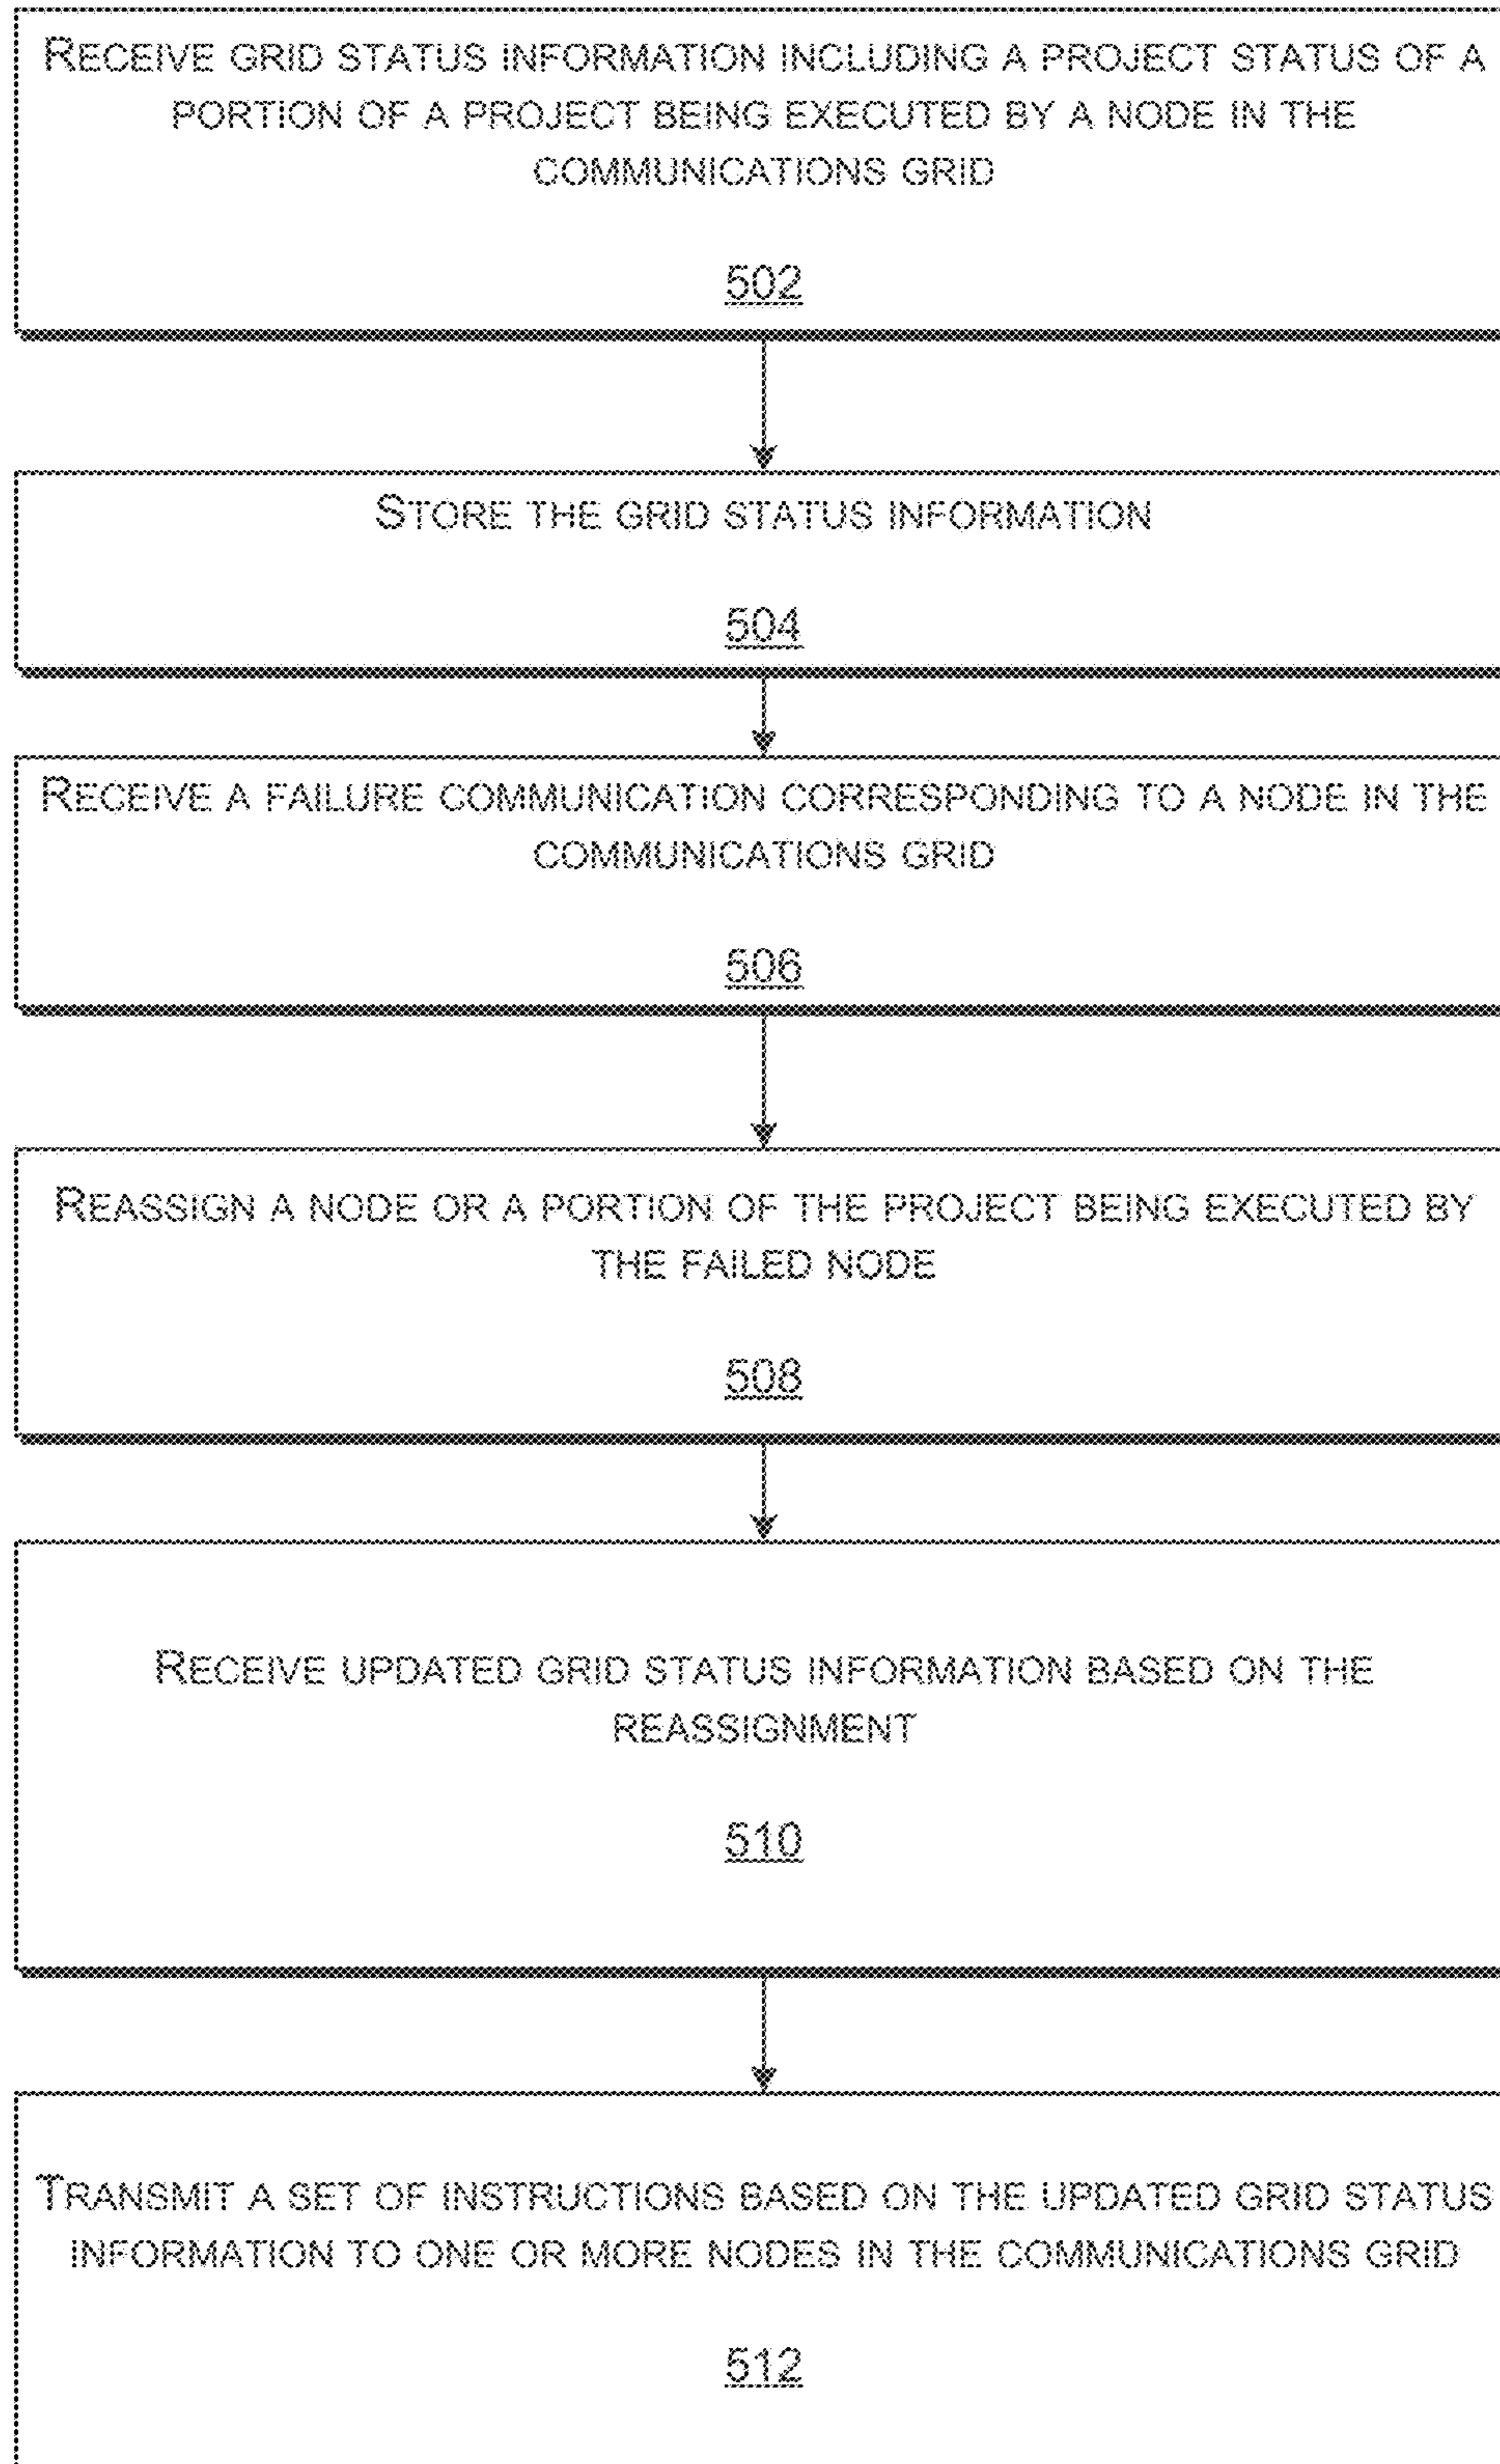 RECEIVE GRID STATUS INFORMATION INCLUDING A PROJECT STATUS OF A
PORTION OF A PROJECT BEING EXECUTED BY A NODE IN THE
COMMUNICATIONS GRID
502
STORE THE GRID STATUS INFORMATION
504
RECEIVE A FAILURE COMMUNICATION CORRESPONDING TO A NODE IN THE
COMMUNICATIONS GRID
506
REASSIGN A NODE OR A PORTION OF THE PROJECT BEING EXECUTED BY
THE FAILED NODE
508
RECEIVE UPDATED GRID STATUS INFORMATION BASED ON THE
REASSIGNMENT
510
TRANSMIT A SET OF INSTRUCTIONS BASED ON THE UPDATED GRID STATUS
INFORMATION TO ONE OR MORE NODES IN THE COMMUNICATIONS GRID
512